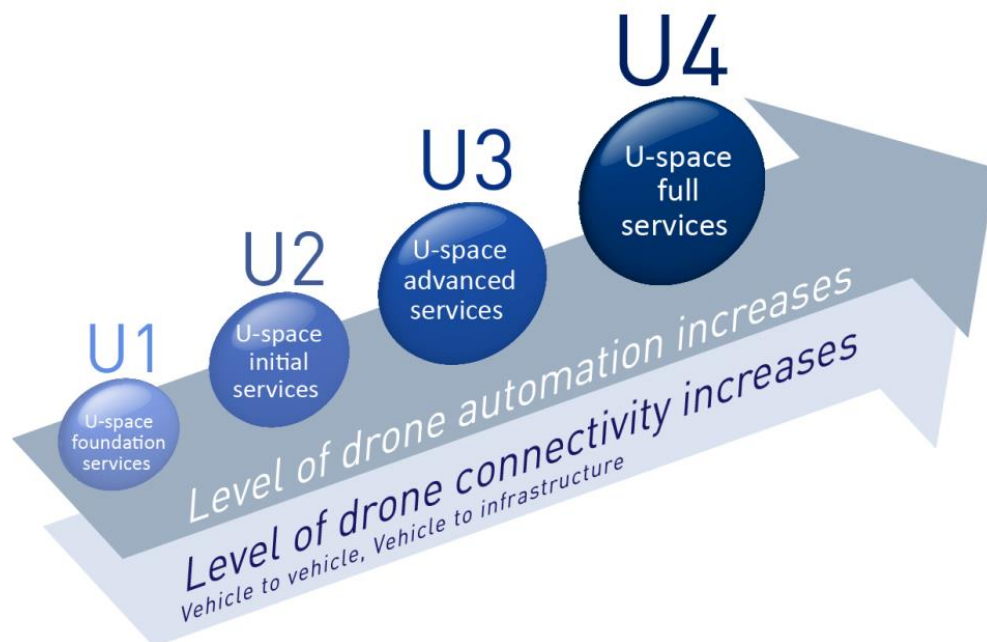 U1
U-space
foundation
services
U2
U-space
initial
services
U3
U-space
advanced
services
U4
U-space
full
services
Level of drone automation increases
Level of drone connectivity increases
Vehicle to vehicle, Vehicle to infrastructure